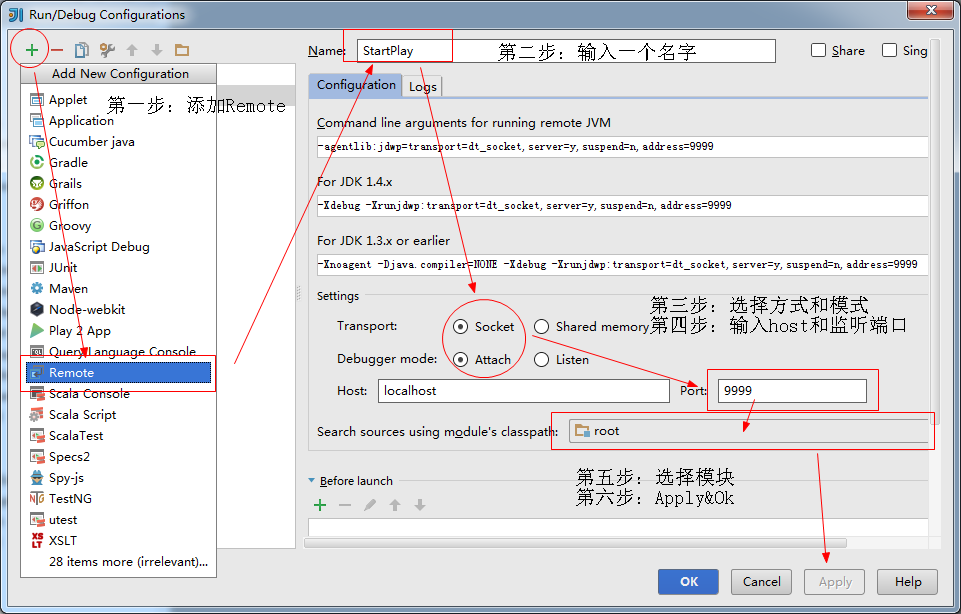 Run/Debug Configurations
Add New Configuration
Applet
第一步：添加Remote
Application
Cucumber java
Gradle
Grails
Griffon
Groovy
JavaScript Debug
JUnit
Maven
Node-webkit
Play 2 App
Query Language Console
Remote
Scala Console
Scala Script
ScalaTest
Specs2
Spy-js
TestNG
utest
XSLT
28 items more (irrelevant)...
Name: StartPlay 第二步：输入一个名字 Share Sing
Configuration Logs
Command line arguments for running remote JVM
-agentlib:jdwp=transport=dt_socket,server=y,suspend=n,address=9999
For JDK 1.4.x
-Xdebug -Xrunjdwp:transport=dt_socket,server=y,suspend=n,address=9999
For JDK 1.3.x or earlier
-Xnoagent -Djava.compiler=NONE -Xdebug -Xrunjdwp:transport=dt_socket,server=y,suspend=n,address=9999
Settings
第三步：选择方式和模式
Transport: Socket Shared memory
第四步：输入host和监听端口
Debugger mode: Attach Listen
Host: localhost Port: 9999
Search sources using module's classpath: root
第五步：选择模块
Before launch
第六步：Apply&Ok
OK Cancel Apply Help